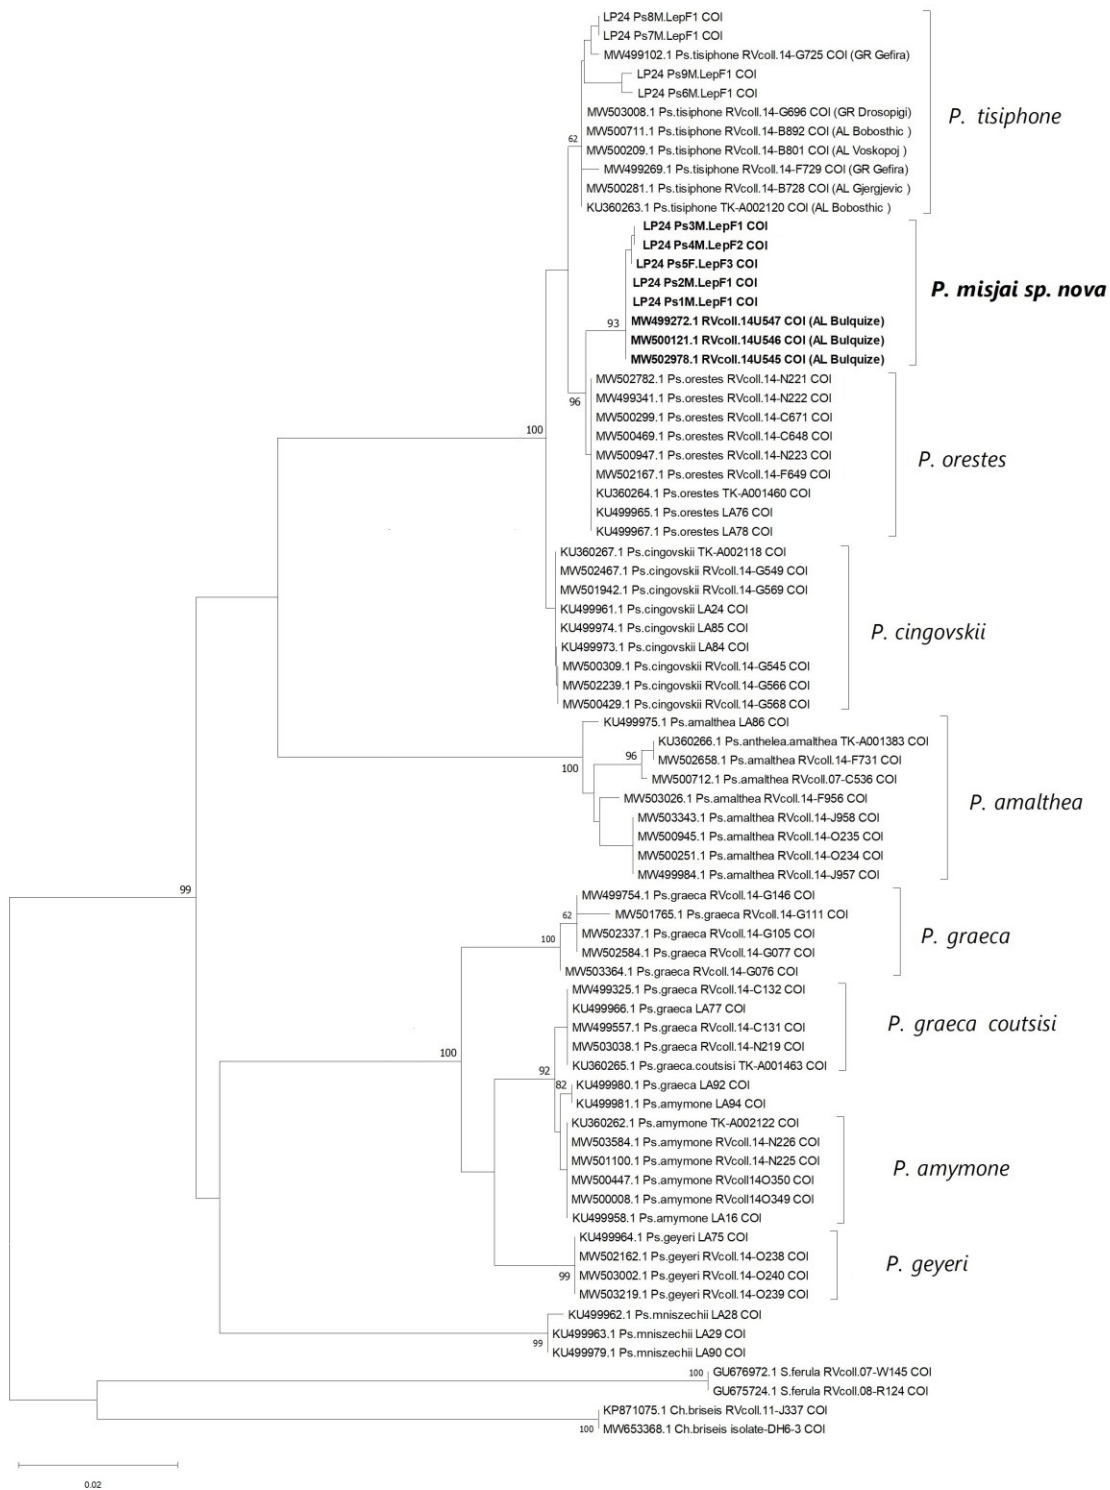 LP24 Ps8M.LepF1 COI
LP24 Ps7M.LepF1 COI
MW499102.1 Ps.tisiphone RVcoll.14-G725 COI (GR Gefira)
LP24 Ps9M.LepF1 COI
LP24 Ps6M.LepF1 COI
MW503008.1 Ps.tisiphone RVcoll.14-G696 COI (GR Drosopigi)
P. tisiphone
MW500711.1 Ps.tisiphone RVcoll.14-B892 COI (AL Bobosthic )
62
MW500209.1 Ps.tisiphone RVcoll.14-B801 COI (AL Voskopoj )
MW499269.1 Ps.tisiphone RVcoll.14-F729 COI (GR Gefira)
MW500281.1 Ps.tisiphone RVcoll.14-B728 COI (AL Gjergjevic )
KU360263.1 Ps.tisiphone TK-A002120 COI (AL Bobosthic )
LP24 Ps3M.LepF1 COI
LP24 Ps4M.LepF2 COI
LP24 Ps5F.LepF3 COI
LP24 Ps2M.LepF1 COI
P. misjai sp. nova
LP24 Ps1M.LepF1 COI
93
MW499272.1 RVcoll.14U547 COI (AL Bulquize)
MW500121.1 RVcoll.14U546 COI (AL Bulquize)
MW502978.1 RVcoll.14U545 COI (AL Bulquize)
MW502782.1 Ps.orestes RVcoll.14-N221 COI
96
MW499341.1 Ps.orestes RVcoll.14-N222 COI
MW500299.1 Ps.orestes RVcoll.14-C671 COI
100
MW500469.1 Ps.orestes RVcoll.14-C648 COI
MW500947.1 Ps.orestes RVcoll.14-N223 COI
P. orestes
MW502167.1 Ps.orestes RVcoll.14-F649 COI
KU360264.1 Ps.orestes TK-A001460 COI
KU499965.1 Ps.orestes LA76 COI
KU499967.1 Ps.orestes LA78 COI
KU360267.1 Ps.cingovskii TK-A002118 COI
MW502467.1 Ps.cingovskii RVcoll.14-G549 COI
MW501942.1 Ps.cingovskii RVcoll.14-G569 COI
KU499961.1 Ps.cingovskii LA24 COI
KU499974.1 Ps.cingovskii LA85 COI
P. cingovskii
KU499973.1 Ps.cingovskii LA84 COI
MW500309.1 Ps.cingovskii RVcoll.14-G545 COI
MW502239.1 Ps.cingovskii RVcoll.14-G566 COI
MW500429.1 Ps.cingovskii RVcoll.14-G568 COI
KU499975.1 Ps.amalthea LA86 COI
KU360266.1 Ps.anthelea.amalthea TK-A001383 COI
96
MW502658.1 Ps.amalthea RVcoll.14-F731 COI
100
MW500712.1 Ps.amalthea RVcoll.07-C536 COI
MW503026.1 Ps.amalthea RVcoll.14-F956 COI
P. amalthea
MW503343.1 Ps.amalthea RVcoll.14-J958 COI
MW500945.1 Ps.amalthea RVcoll.14-O235 COI
MW500251.1 Ps.amalthea RVcoll.14-O234 COI
MW499984.1 Ps.amalthea RVcoll.14-J957 COI
99
MW499754.1 Ps.graeca RVcoll.14-G146 COI
62
MW501765.1 Ps.graeca RVcoll.14-G111 COI
MW502337.1 Ps.graeca RVcoll.14-G105 COI
P. graeca
100
MW502584.1 Ps.graeca RVcoll.14-G077 COI
MW503364.1 Ps.graeca RVcoll.14-G076 COI
MW499325.1 Ps.graeca RVcoll.14-C132 COI
KU499966.1 Ps.graeca LA77 COI
MW499557.1 Ps.graeca RVcoll.14-C131 COI
P. graeca coutsisi
MW503038.1 Ps.graeca RVcoll.14-N219 COI
100
KU360265.1 Ps.graeca.coutsisi TK-A001463 COI
92
KU499980.1 Ps.graeca LA92 COI
82
KU499981.1 Ps.amymone LA94 COI
KU360262.1 Ps.amymone TK-A002122 COI
MW503584.1 Ps.amymone RVcoll.14-N226 COI
MW501100.1 Ps.amymone RVcoll.14-N225 COI
P. amymone
MW500447.1 Ps.amymone RVcoll14O350 COI
MW500008.1 Ps.amymone RVcoll14O349 COI
KU499958.1 Ps.amymone LA16 COI
KU499964.1 Ps.geyeri LA75 COI
MW502162.1 Ps.geyeri RVcoll.14-O238 COI
P. geyeri
99
MW503002.1 Ps.geyeri RVcoll.14-O240 COI
MW503219.1 Ps.geyeri RVcoll.14-O239 COI
KU499962.1 Ps.mniszechii LA28 COI
KU499963.1 Ps.mniszechii LA29 COI
99
KU499979.1 Ps.mniszechii LA90 COI
100
GU676972.1 S.ferula RVcoll.07-W145 COI
GU675724.1 S.ferula RVcoll.08-R124 COI
KP871075.1 Ch.briseis RVcoll.11-J337 COI
100
MW653368.1 Ch.briseis isolate-DH6-3 COI
0.02